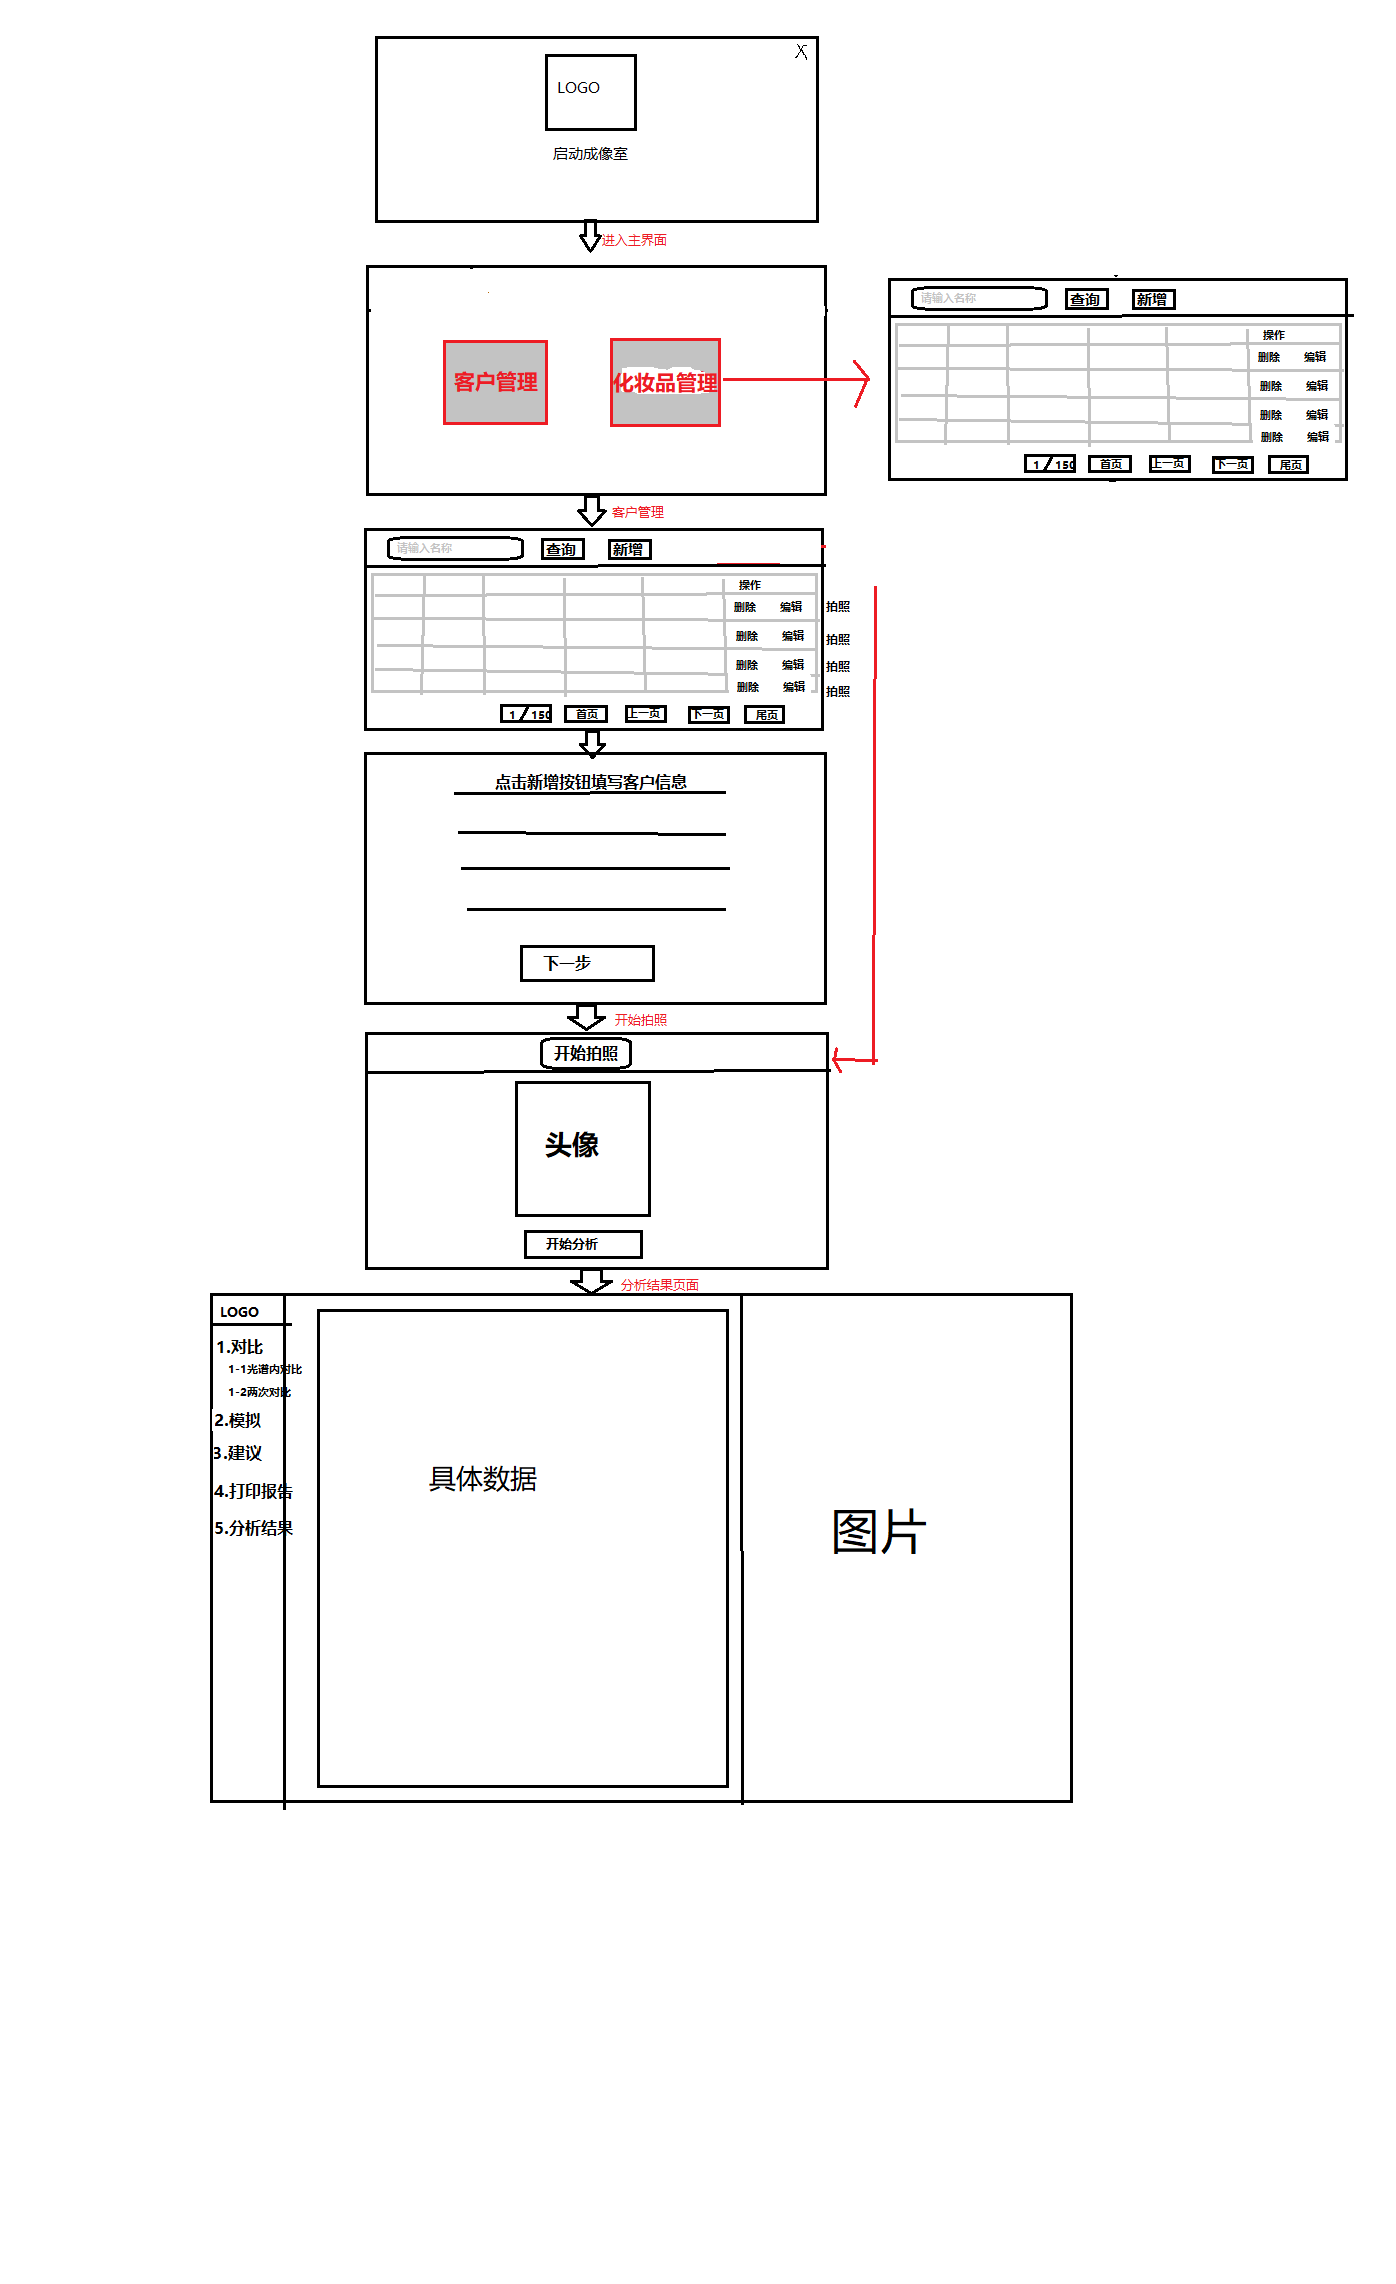 X
LOGO
启动成像室
进入主界面
客户管理
化妆品管理
请输入名称
查询
新增
操作
删除 编辑
删除 编辑
删除 编辑
删除 编辑
1 / 150 首页 上一页 下一页 尾页
客户管理
请输入名称
查询
新增
操作
删除 编辑 拍照
删除 编辑 拍照
删除 编辑 拍照
删除 编辑 拍照
1 / 150 首页 上一页 下一页 尾页
点击新增按钮填写客户信息
下一步
开始拍照
开始拍照
头像
开始分析
分析结果页面
LOGO
1.对比
1-1光谱内对比
1-2两次对比
2.模拟
3.建议
4.打印报告
5.分析结果
具体数据
图片